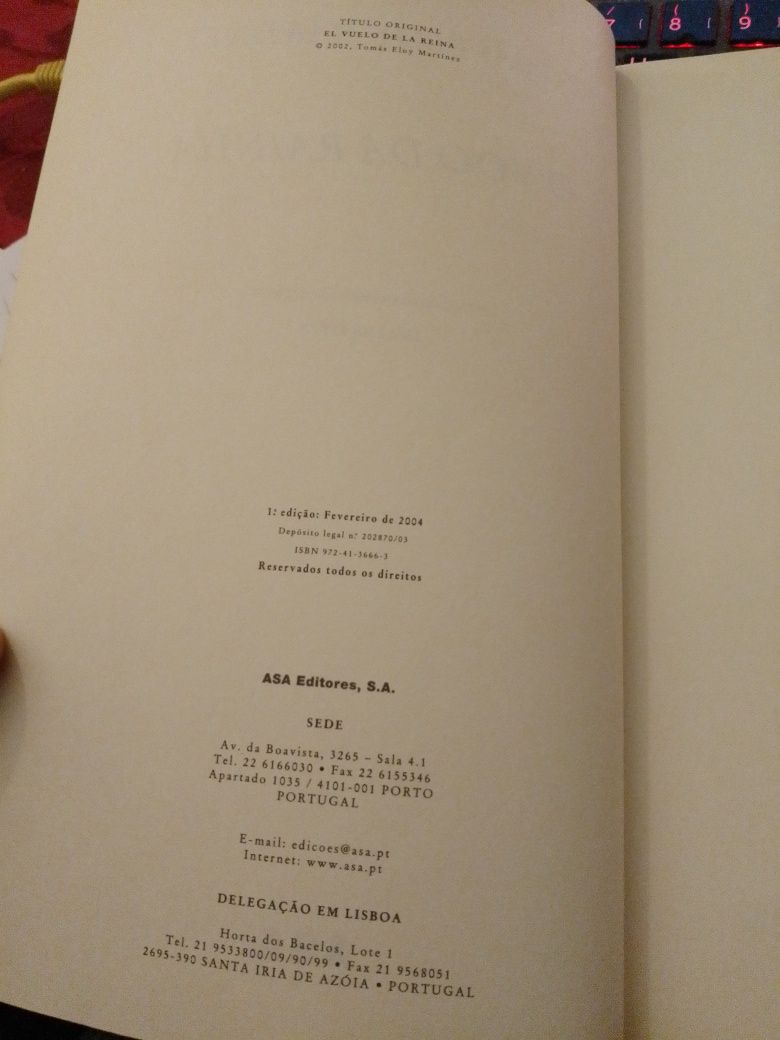 TÍTULO ORIGINAL
EL VUELO DE LA REINA
© 2002, Tomás Eloy Martínez
1.ª edição: Fevereiro de 2004
Depósito legal n.º 202870/03
ISBN 972-41-3666-3
Reservados todos os direitos
ASA Editores, S.A.
SEDE
Av. da Boavista, 3265 – Sala 4.1
Tel. 22 6166030 • Fax 22 6155346
Apartado 1035 / 4101-001 PORTO
PORTUGAL
E-mail: edicoes@asa.pt
Internet: www.asa.pt
DELEGAÇÃO EM LISBOA
Horta dos Bacelos, Lote 1
Tel. 21 9533800/09/90/99 • Fax 21 9568051
2695-390 SANTA IRIA DE AZÓIA • PORTUGAL
7 ( 8 ( 9